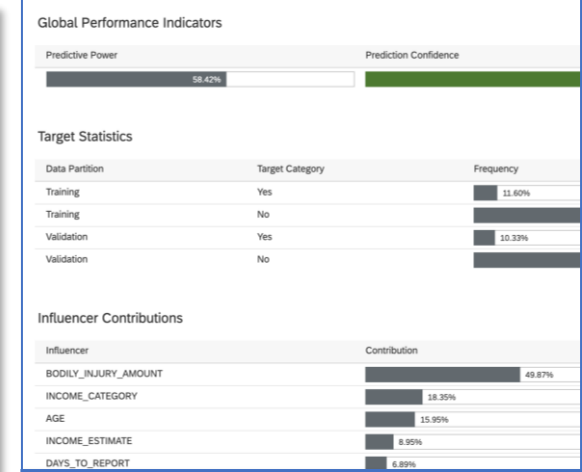 Global Performance Indicators
Predictive Power Prediction Confidence
58.42%
Target Statistics
Data Partition Target Category Frequency
Training Yes 11.60%
Training No
Validation Yes 10.33%
Validation No
Influencer Contributions
Influencer Contribution
BODILY_INJURY_AMOUNT 49.87%
INCOME_CATEGORY 18.35%
AGE 15.95%
INCOME_ESTIMATE 8.95%
DAYS_TO_REPORT 6.89%